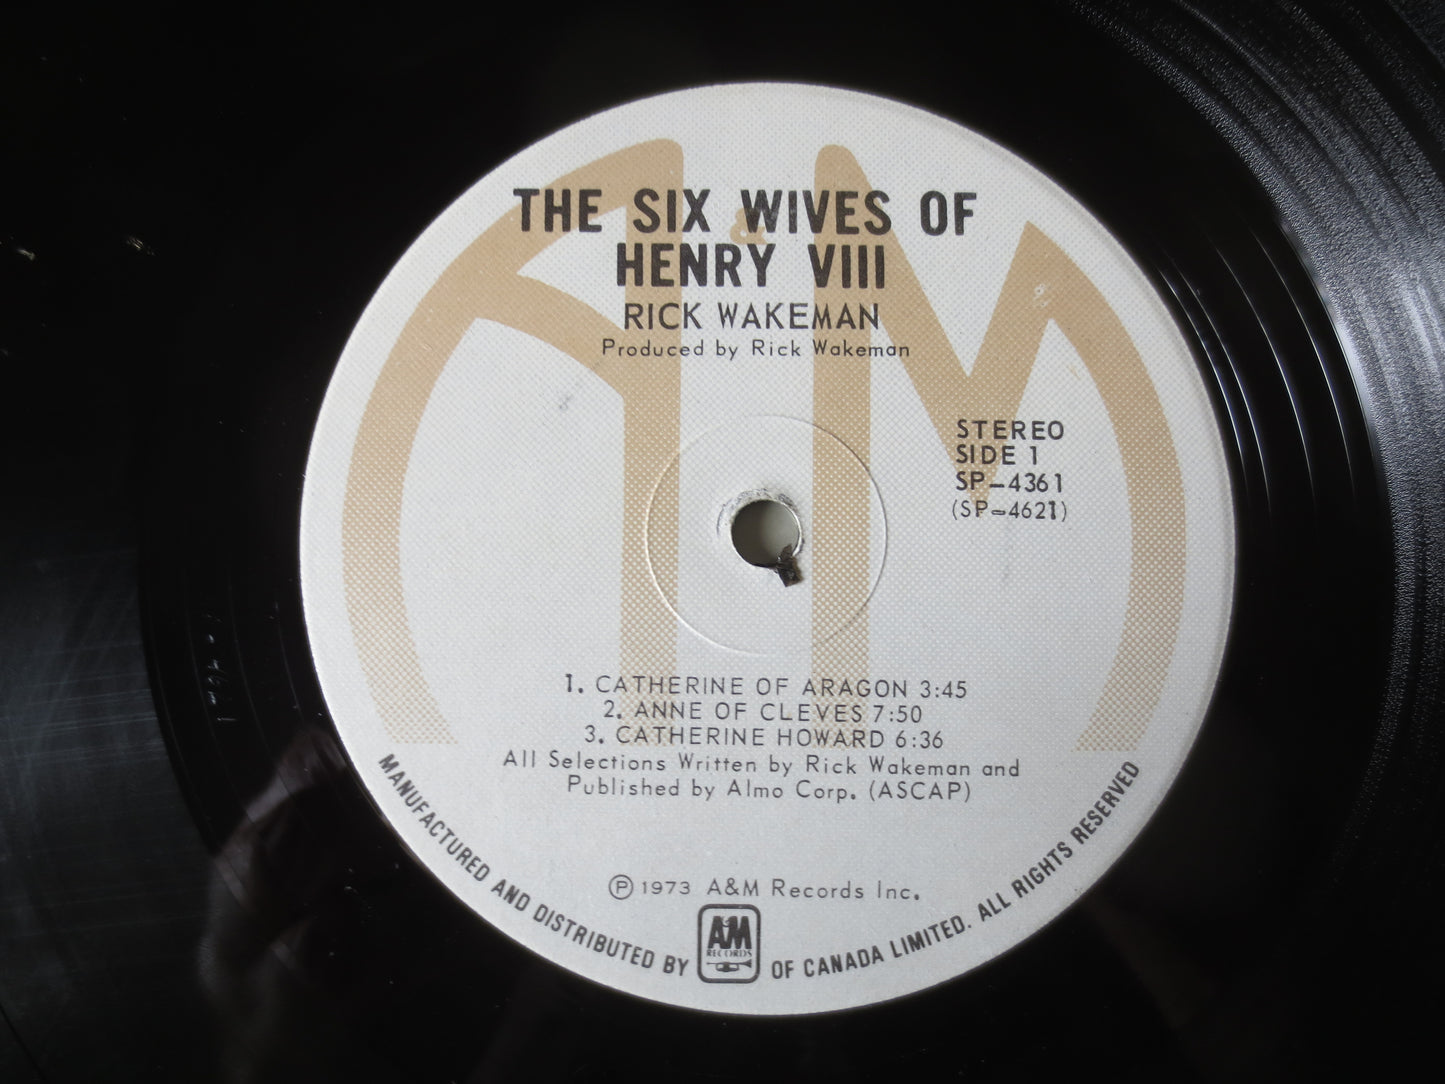 THE SIX WIVES OF
HENRY VIII
RICK WAKEMAN
Produced by Rick Wakeman
STEREO
SIDE 1
SP-4361
(SP-4621)
1. CATHERINE OF ARAGON 3:45
2. ANNE OF CLEVES 7:50
3. CATHERINE HOWARD 6:36
All Selections Written by Rick Wakeman and
Published by Almo Corp. (ASCAP)
Ⓟ 1973 A&M Records Inc.
MANUFACTURED AND DISTRIBUTED BY A&M RECORDS OF CANADA LIMITED. ALL RIGHTS RESERVED
A&M